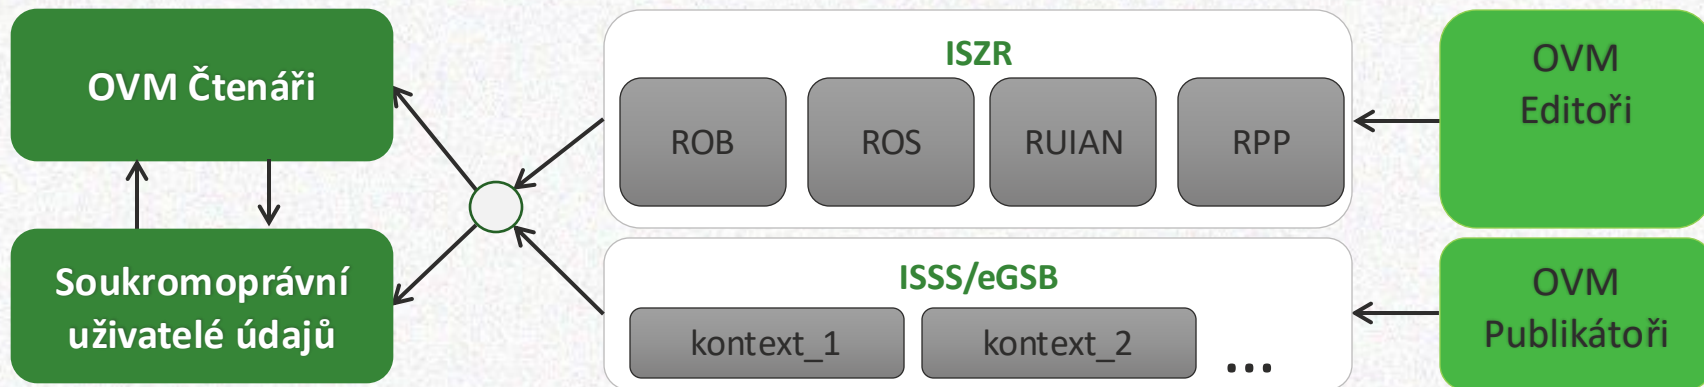 OVM Čtenáři
Soukromoprávní
uživatelé údajů
ISZR
ROB
ROS
RUIAN
RPP
ISSS/eGSB
kontext_1
kontext_2
...
OVM
Editoři
OVM
Publikátoři